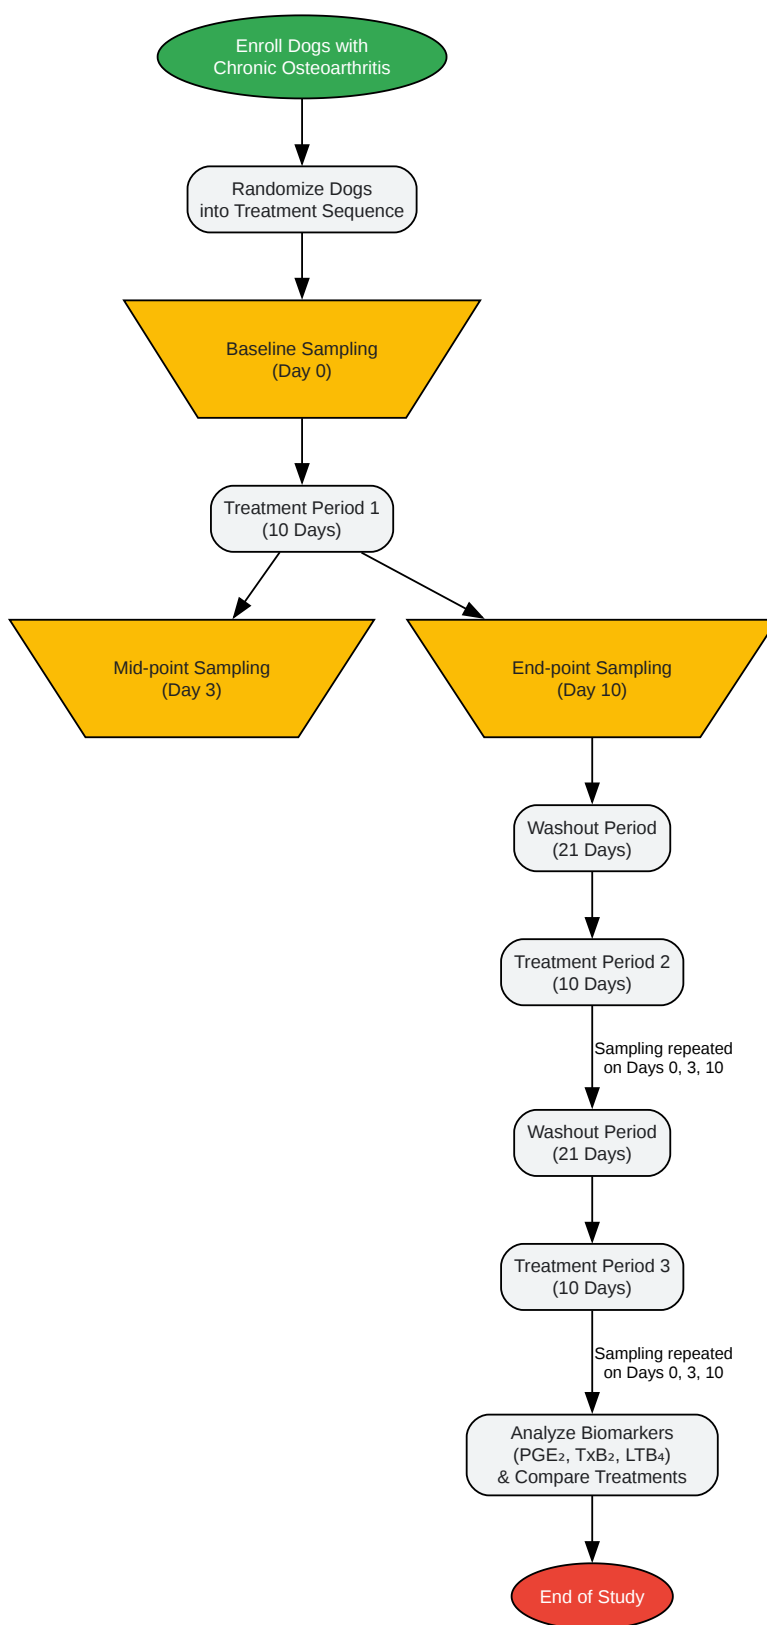 Enroll Dogs with
Chronic Osteoarthritis
Randomize Dogs
into Treatment Sequence
Baseline Sampling
(Day 0)
Treatment Period 1
(10 Days)
Mid-point Sampling
(Day 3)
End-point Sampling
(Day 10)
Washout Period
(21 Days)
Treatment Period 2
(10 Days)
Sampling repeated
on Days 0, 3, 10
Washout Period
(21 Days)
Treatment Period 3
(10 Days)
Sampling repeated
on Days 0, 3, 10
Analyze Biomarkers
(PGE₂, TxB₂, LTB₄)
& Compare Treatments
End of Study